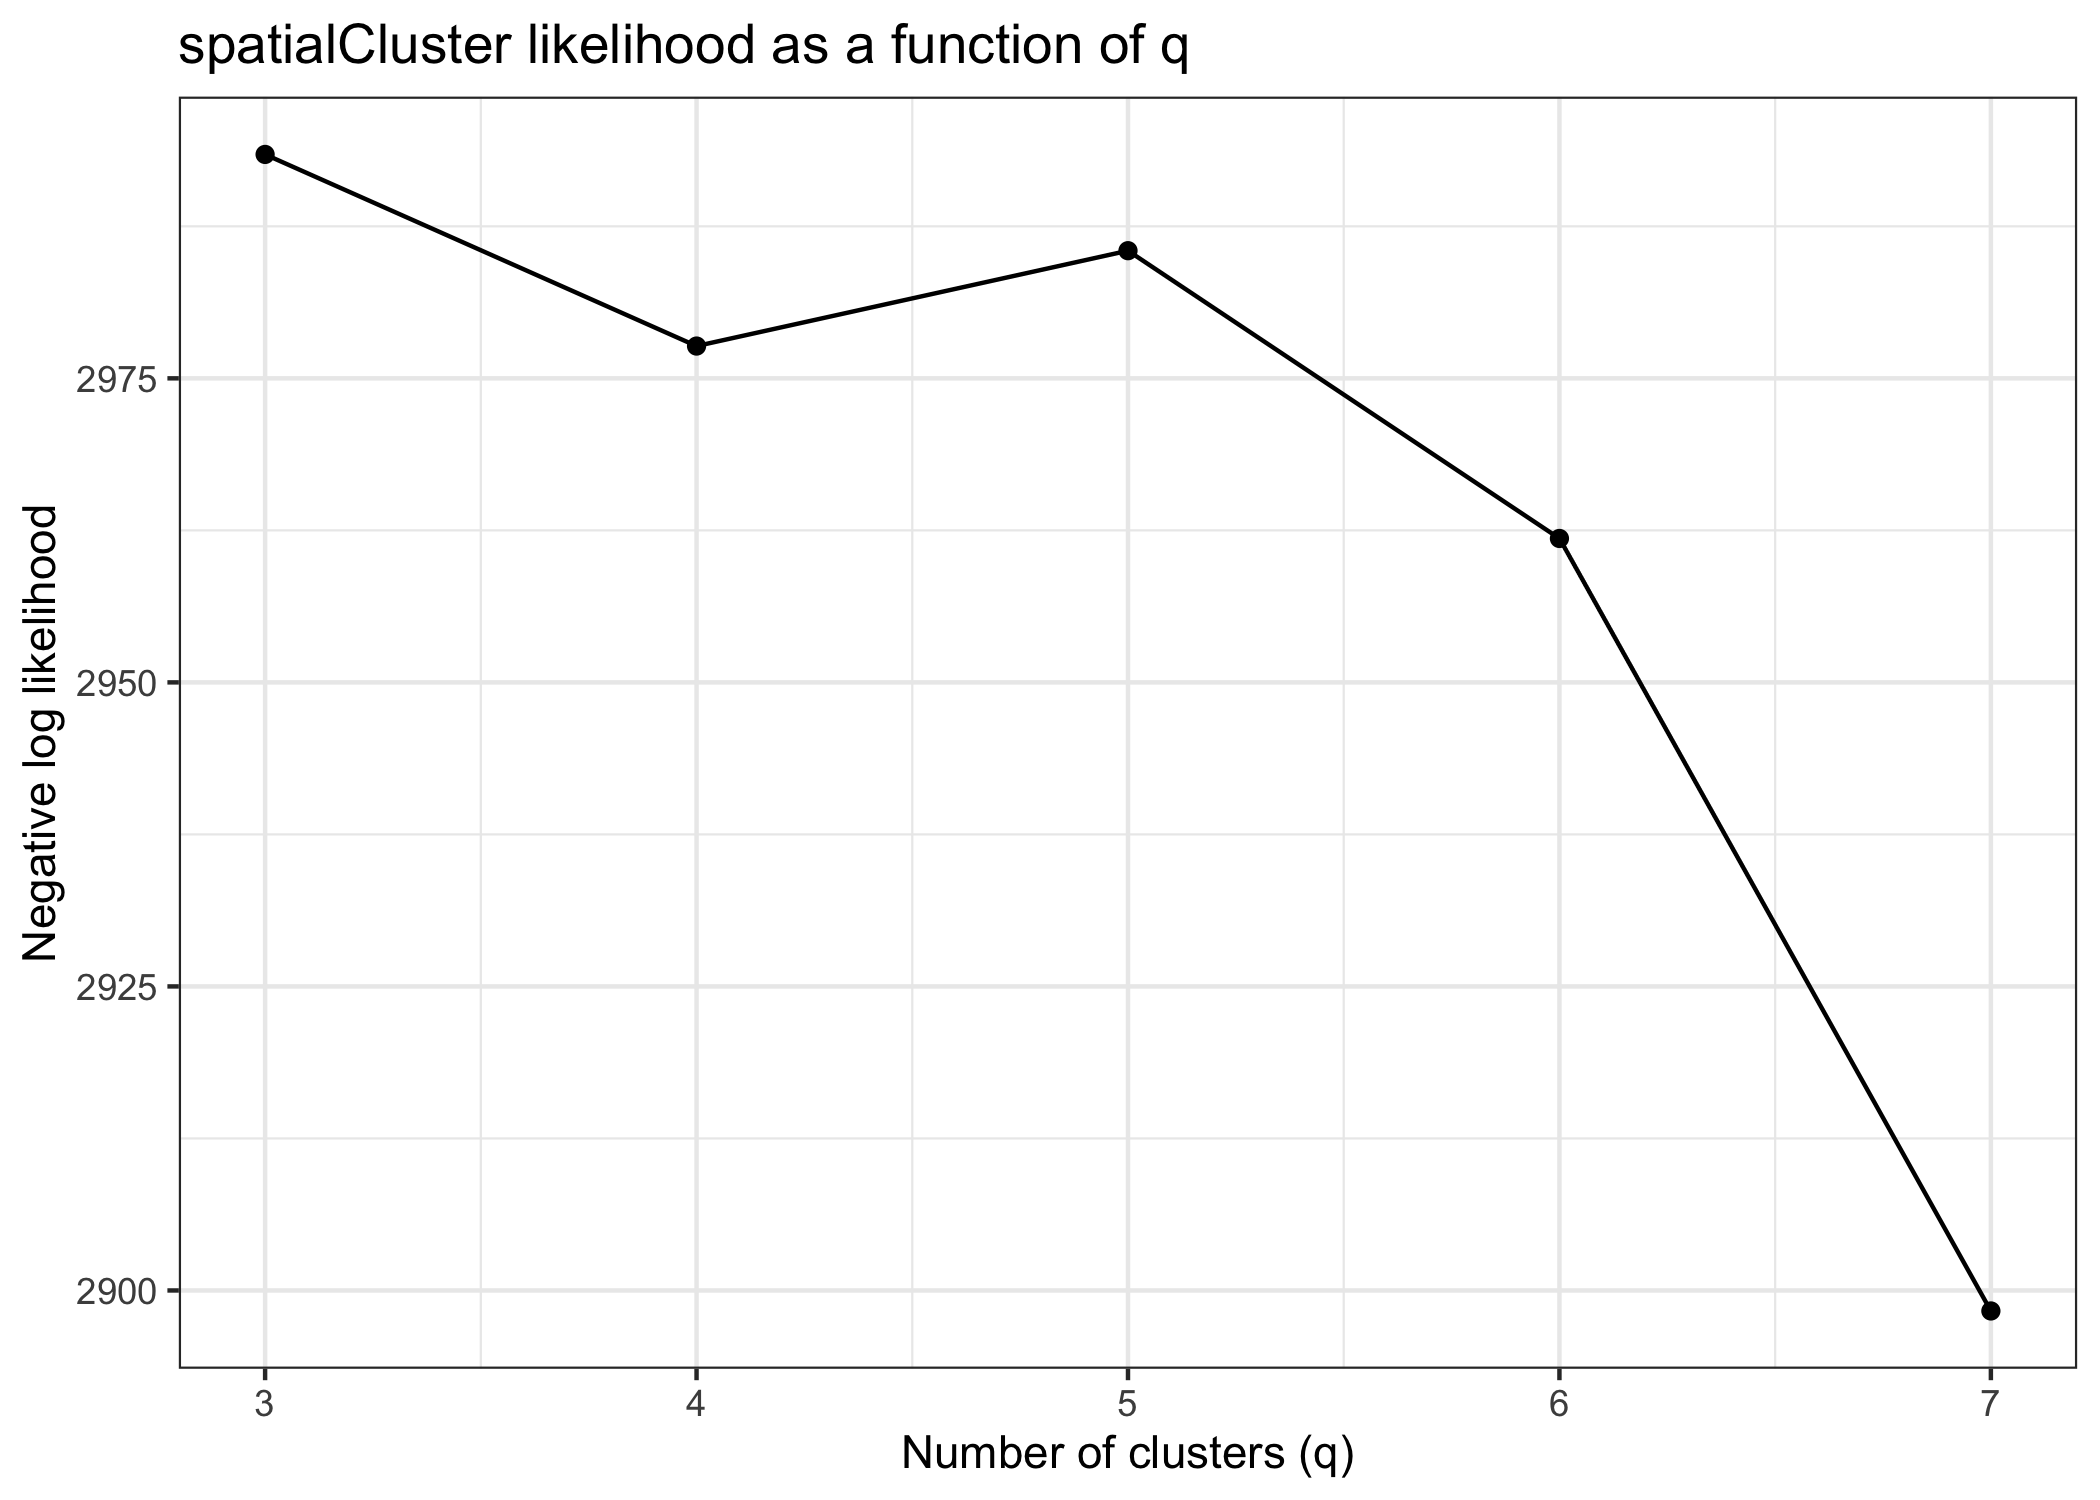 spatialCluster likelihood as a function of q
Negative log likelihood
2975
2950
2925
2900
3 4 5 6 7
Number of clusters (q)